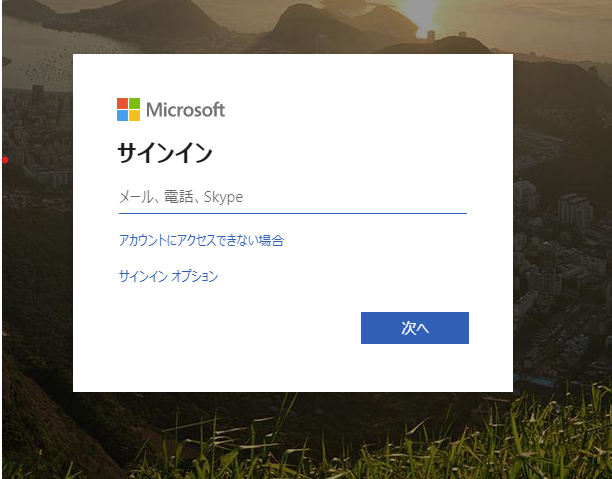 Microsoft
サインイン
メール、電話、Skype
アカウントにアクセスできない場合
サインイン オプション
次へ